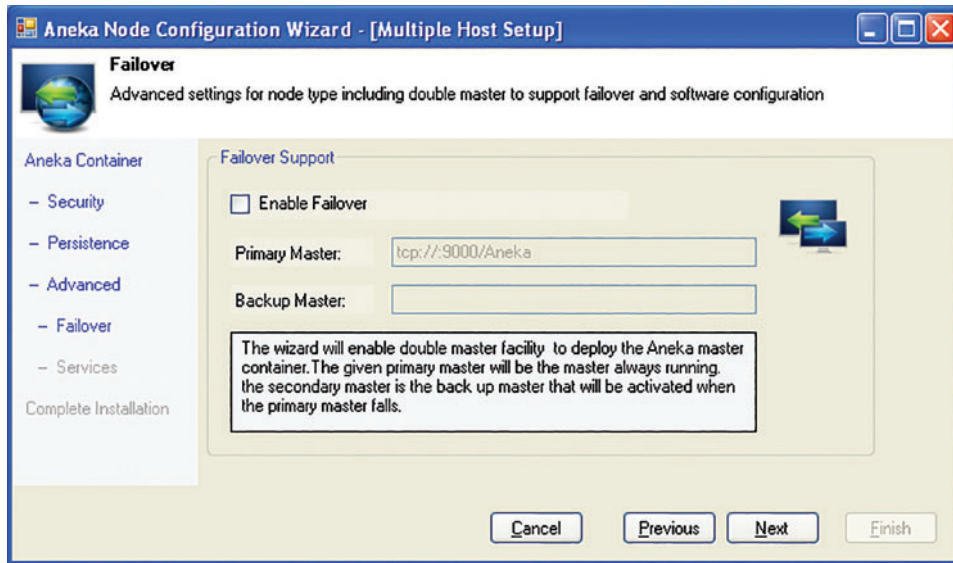 Aneka Node Configuration Wizard - [Multiple Host Setup]
Failover
Advanced settings for node type including double master to support failover and software configuration
Aneka Container
– Security
– Persistence
– Advanced
– Failover
– Services
Complete Installation
Failover Support
Enable Failover
Primary Master:
tcp://:9000/Aneka
Backup Master:
The wizard will enable double master facility to deploy the Aneka master
container.The given primary master will be the master always running.
the secondary master is the back up master that will be activated when
the primary master falls.
Cancel
Previous
Next
Finish